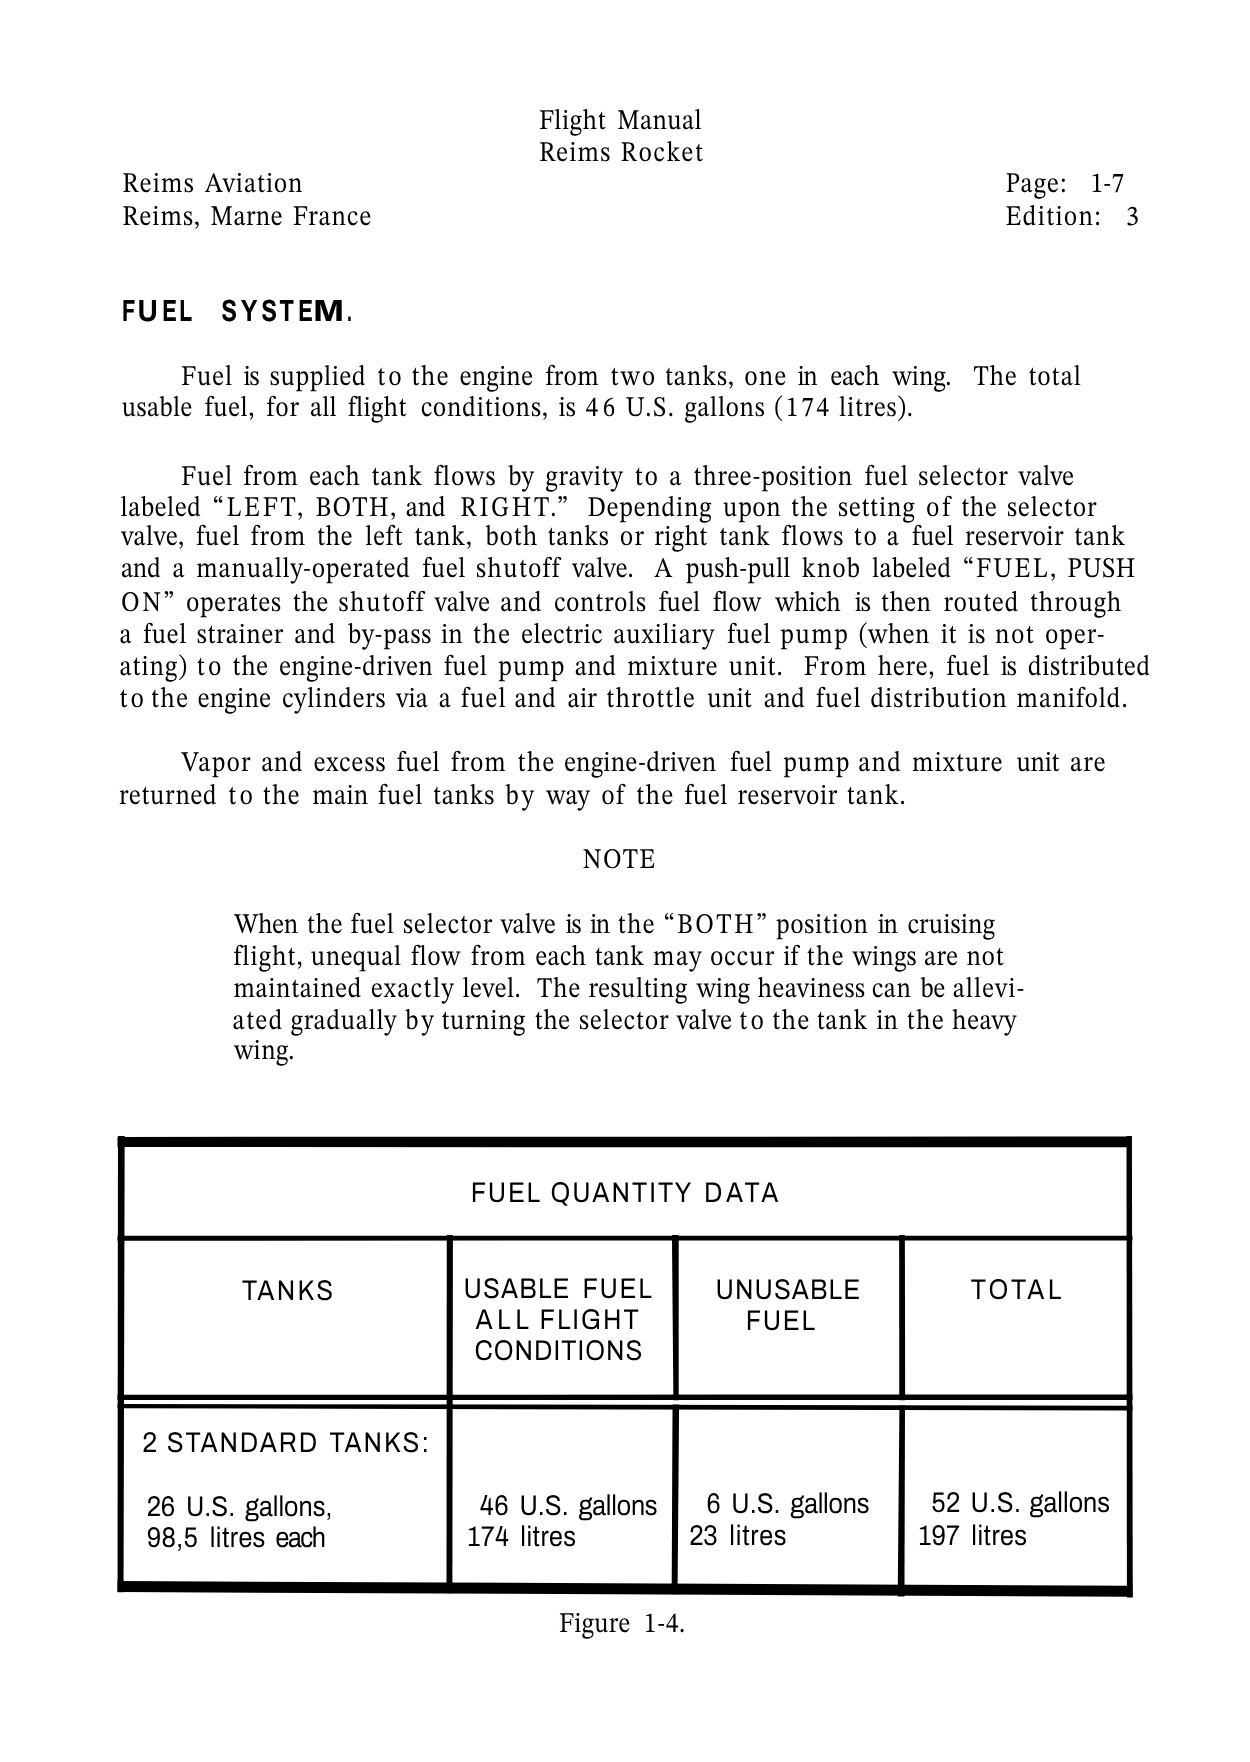 Flight Manual
Reims Rocket
Reims Aviation
Page: 1-7
Reims, Marne France
Edition: 3
FUEL SYSTEM.
Fuel is supplied to the engine from two tanks, one in each wing. The total
usable fuel, for all flight conditions, is 46 U.S. gallons (174 litres).
Fuel from each tank flows by gravity to a three-position fuel selector valve
labeled “LEFT, BOTH, and RIGHT.” Depending upon the setting of the selector
valve, fuel from the left tank, both tanks or right tank flows to a fuel reservoir tank
and a manually-operated fuel shutoff valve. A push-pull knob labeled “FUEL, PUSH
ON” operates the shutoff valve and controls fuel flow which is then routed through
a fuel strainer and by-pass in the electric auxiliary fuel pump (when it is not oper-
ating) to the engine-driven fuel pump and mixture unit. From here, fuel is distributed
to the engine cylinders via a fuel and air throttle unit and fuel distribution manifold.
Vapor and excess fuel from the engine-driven fuel pump and mixture unit are
returned to the main fuel tanks by way of the fuel reservoir tank.
NOTE
When the fuel selector valve is in the “BOTH” position in cruising
flight, unequal flow from each tank may occur if the wings are not
maintained exactly level. The resulting wing heaviness can be allevi-
ated gradually by turning the selector valve to the tank in the heavy
wing.
FUEL QUANTITY DATA
TANKS
USABLE FUEL
ALL FLIGHT
CONDITIONS
UNUSABLE
FUEL
TOTAL
2 STANDARD TANKS:
26 U.S. gallons,
98,5 litres each
46 U.S. gallons
174 litres
6 U.S. gallons
23 litres
52 U.S. gallons
197 litres
Figure 1-4.